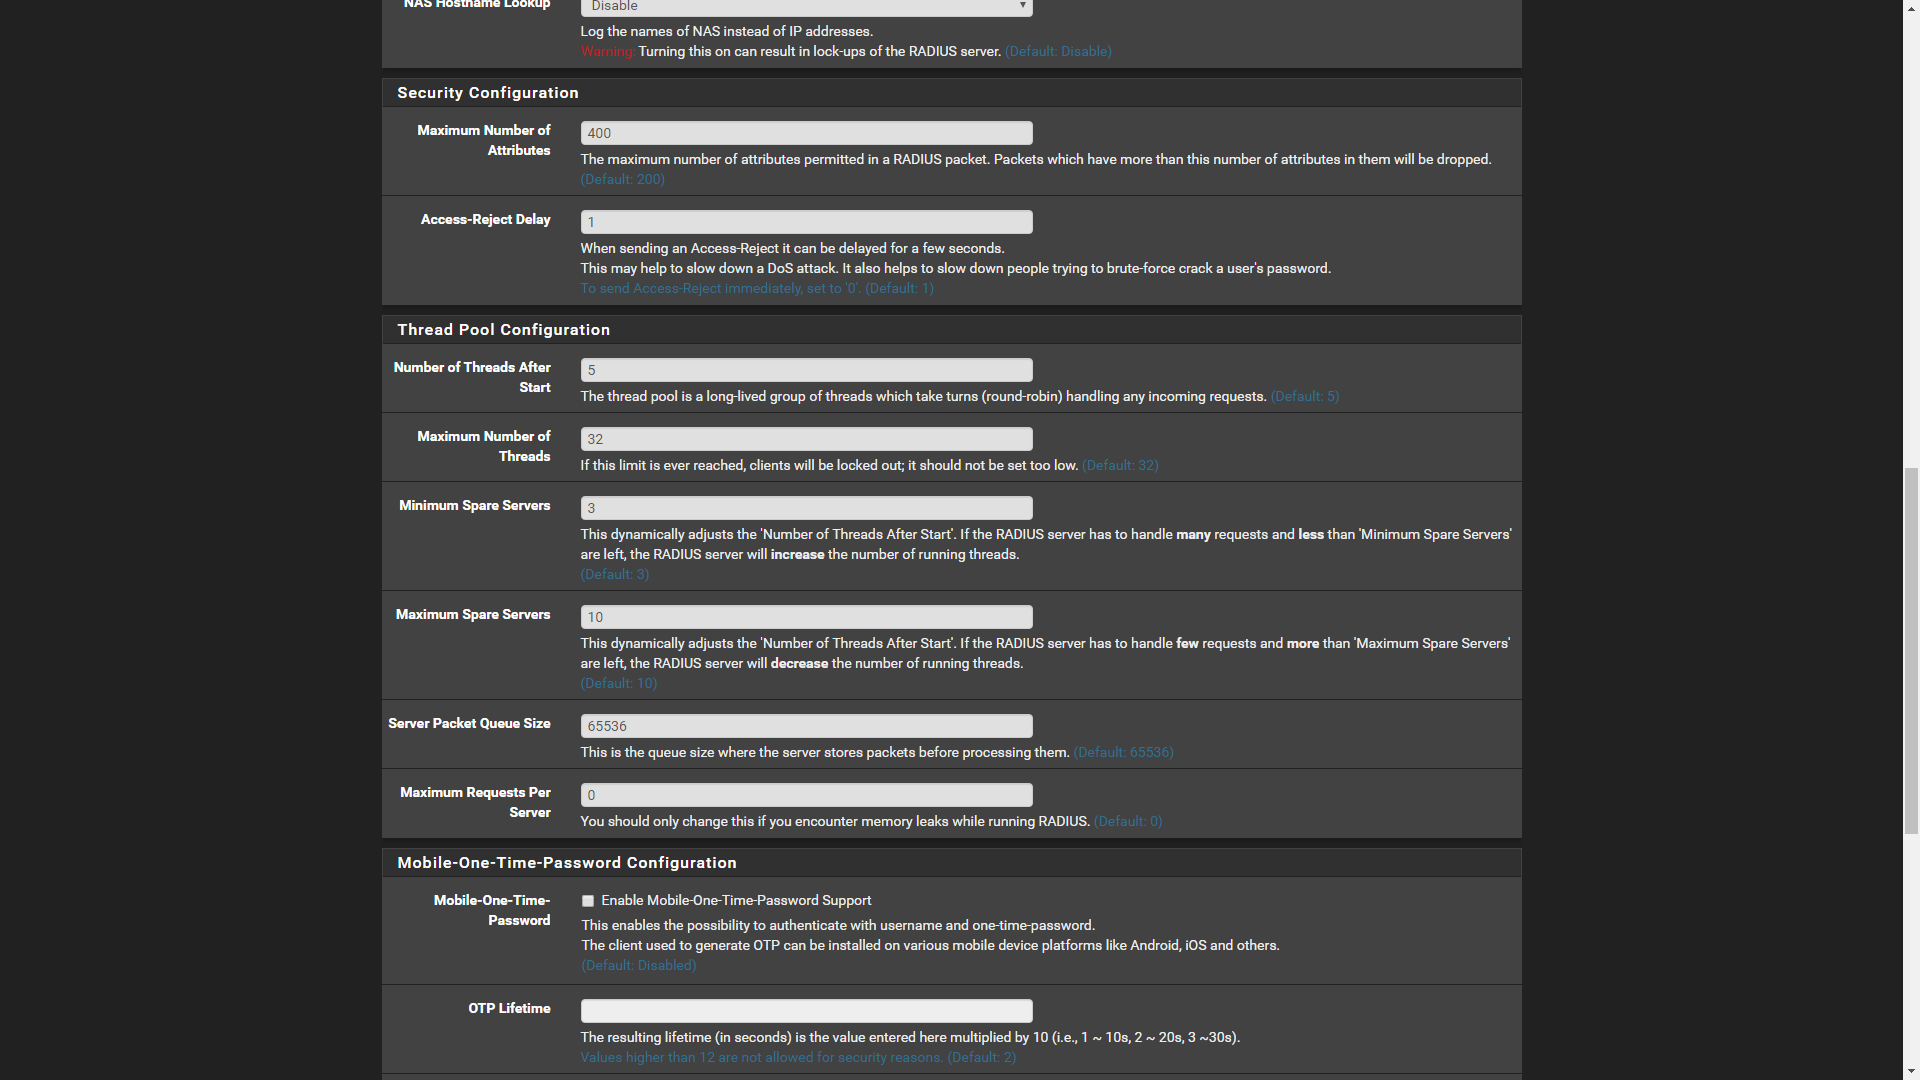 NAS Hostname Lookup
Disable
Log the names of NAS instead of IP addresses.
Warning: Turning this on can result in lock-ups of the RADIUS server. (Default: Disable)
Security Configuration
Maximum Number of
Attributes
400
The maximum number of attributes permitted in a RADIUS packet. Packets which have more than this number of attributes in them will be dropped.
(Default: 200)
Access-Reject Delay
1
When sending an Access-Reject it can be delayed for a few seconds.
This may help to slow down a DoS attack. It also helps to slow down people trying to brute-force crack a user's password.
To send Access-Reject immediately, set to '0'. (Default: 1)
Thread Pool Configuration
Number of Threads After
Start
5
The thread pool is a long-lived group of threads which take turns (round-robin) handling any incoming requests. (Default: 5)
Maximum Number of
Threads
32
If this limit is ever reached, clients will be locked out; it should not be set too low. (Default: 32)
Minimum Spare Servers
3
This dynamically adjusts the 'Number of Threads After Start'. If the RADIUS server has to handle many requests and less than 'Minimum Spare Servers'
are left, the RADIUS server will increase the number of running threads.
(Default: 3)
Maximum Spare Servers
10
This dynamically adjusts the 'Number of Threads After Start'. If the RADIUS server has to handle few requests and more than 'Maximum Spare Servers'
are left, the RADIUS server will decrease the number of running threads.
(Default: 10)
Server Packet Queue Size
65536
This is the queue size where the server stores packets before processing them. (Default: 65536)
Maximum Requests Per
Server
0
You should only change this if you encounter memory leaks while running RADIUS. (Default: 0)
Mobile-One-Time-Password Configuration
Mobile-One-Time-
Password
Enable Mobile-One-Time-Password Support
This enables the possibility to authenticate with username and one-time-password.
The client used to generate OTP can be installed on various mobile device platforms like Android, iOS and others.
(Default: Disabled)
OTP Lifetime
The resulting lifetime (in seconds) is the value entered here multiplied by 10 (i.e., 1 ~ 10s, 2 ~ 20s, 3 ~30s).
Values higher than 12 are not allowed for security reasons. (Default: 2)